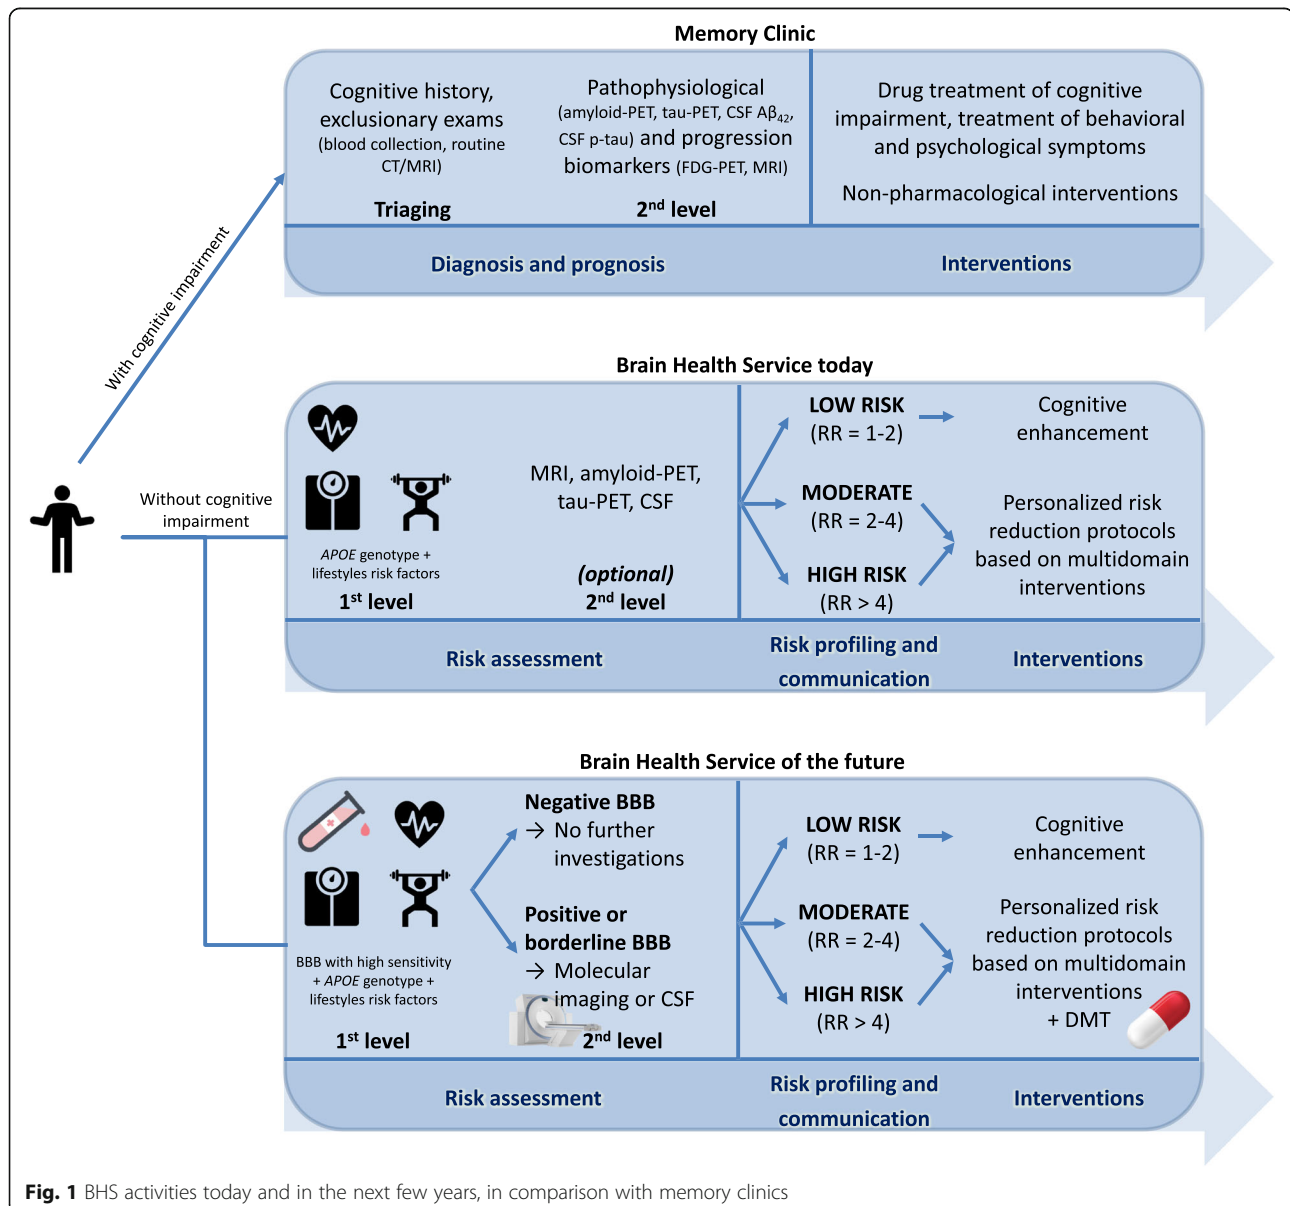 Memory Clinic
Cognitive history,
exclusionary exams
(blood collection, routine
CT/MRI)
Triaging
Pathophysiological
(amyloid-PET, tau-PET, CSF Aβ₄₂,
CSF p-tau) and progression
biomarkers (FDG-PET, MRI)
2nd level
Drug treatment of cognitive
impairment, treatment of behavioral
and psychological symptoms
Non-pharmacological interventions
Diagnosis and prognosis
Interventions
With cognitive impairment
Brain Health Service today
Without cognitive
impairment
APOE genotype +
lifestyles risk factors
1st level
MRI, amyloid-PET,
tau-PET, CSF
(optional)
2nd level
LOW RISK
(RR = 1-2)
MODERATE
(RR = 2-4)
HIGH RISK
(RR > 4)
Cognitive
enhancement
Personalized risk
reduction protocols
based on multidomain
interventions
Risk assessment
Risk profiling and
communication
Interventions
Brain Health Service of the future
BBB with high sensitivity
+ APOE genotype +
lifestyles risk factors
1st level
Negative BBB
→ No further
investigations
Positive or
borderline BBB
→ Molecular
imaging or CSF
2nd level
LOW RISK
(RR = 1-2)
MODERATE
(RR = 2-4)
HIGH RISK
(RR > 4)
Cognitive
enhancement
Personalized risk
reduction protocols
based on multidomain
interventions
+ DMT
Risk assessment
Risk profiling and
communication
Interventions
Fig. 1 BHS activities today and in the next few years, in comparison with memory clinics